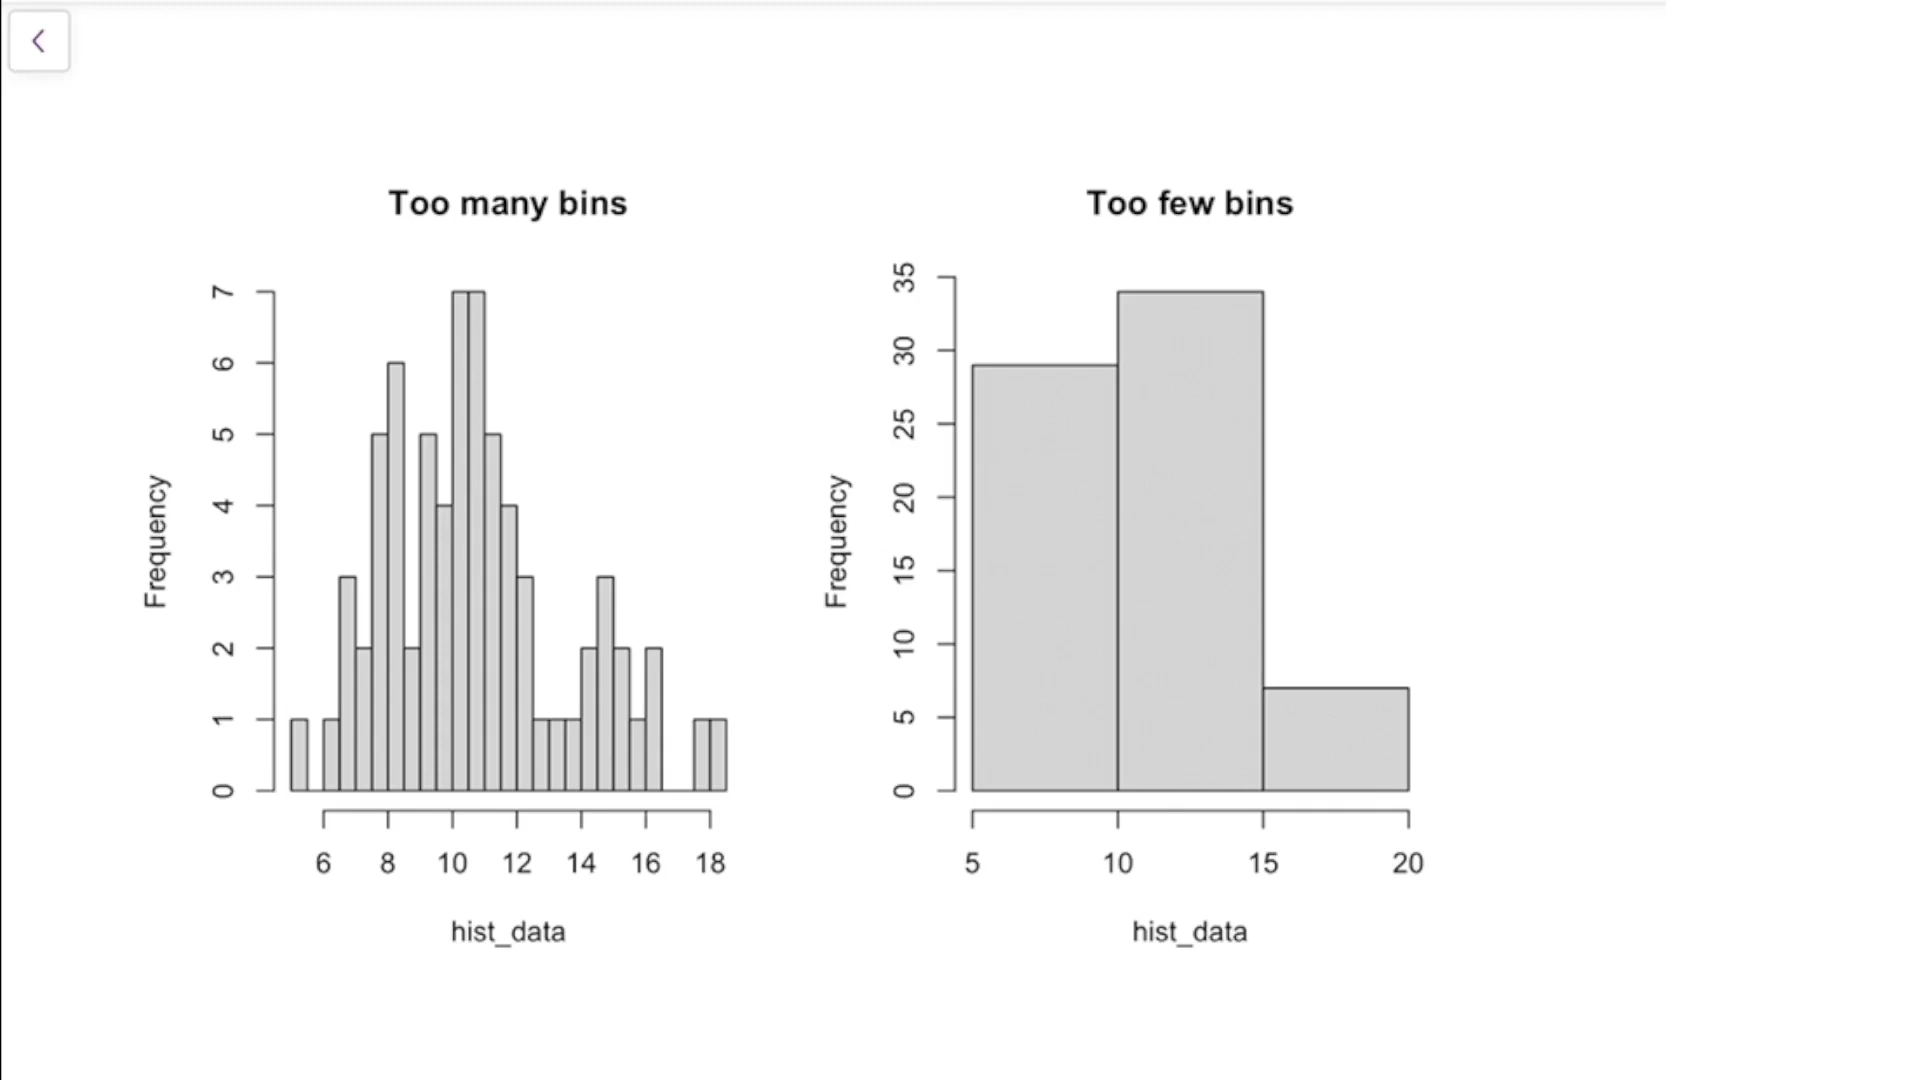 Too many bins
Too few bins
Frequency
7
6
5
4
3
2
1
0
6 8 10 12 14 16 18
hist_data
Frequency
35
30
25
20
15
10
5
0
5 10 15 20
hist_data